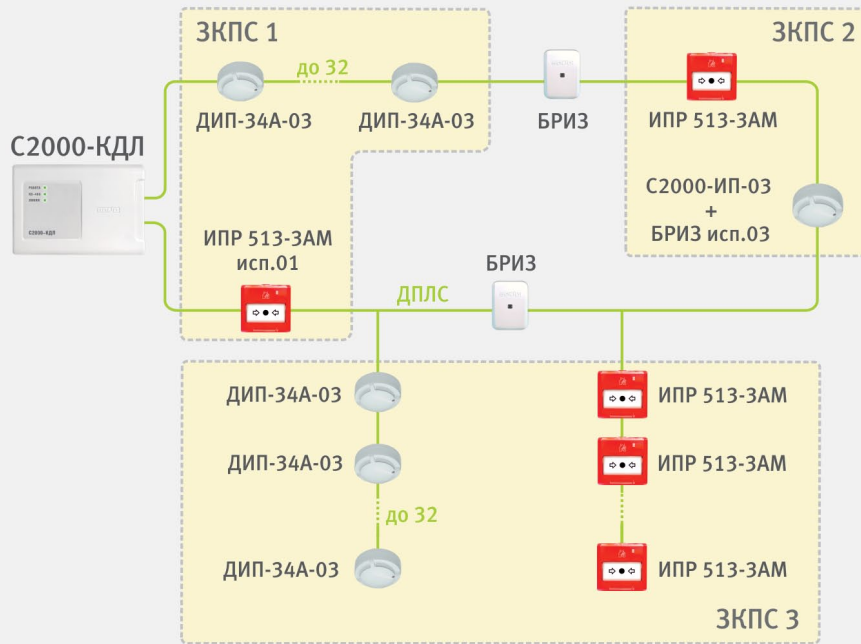 ЗКПС 1
ЗКПС 2
до 32
ДИП-34А-03
ДИП-34А-03
БРИЗ
ИПР 513-3АМ
С2000-КДЛ
С2000-ИП-03
+
БРИЗ исп.03
С2000-КДЛ
ИПР 513-3АМ
исп.01
БРИЗ
ДПЛС
ДИП-34А-03
ИПР 513-3АМ
ДИП-34А-03
ИПР 513-3АМ
до 32
ДИП-34А-03
ИПР 513-3АМ
ЗКПС 3